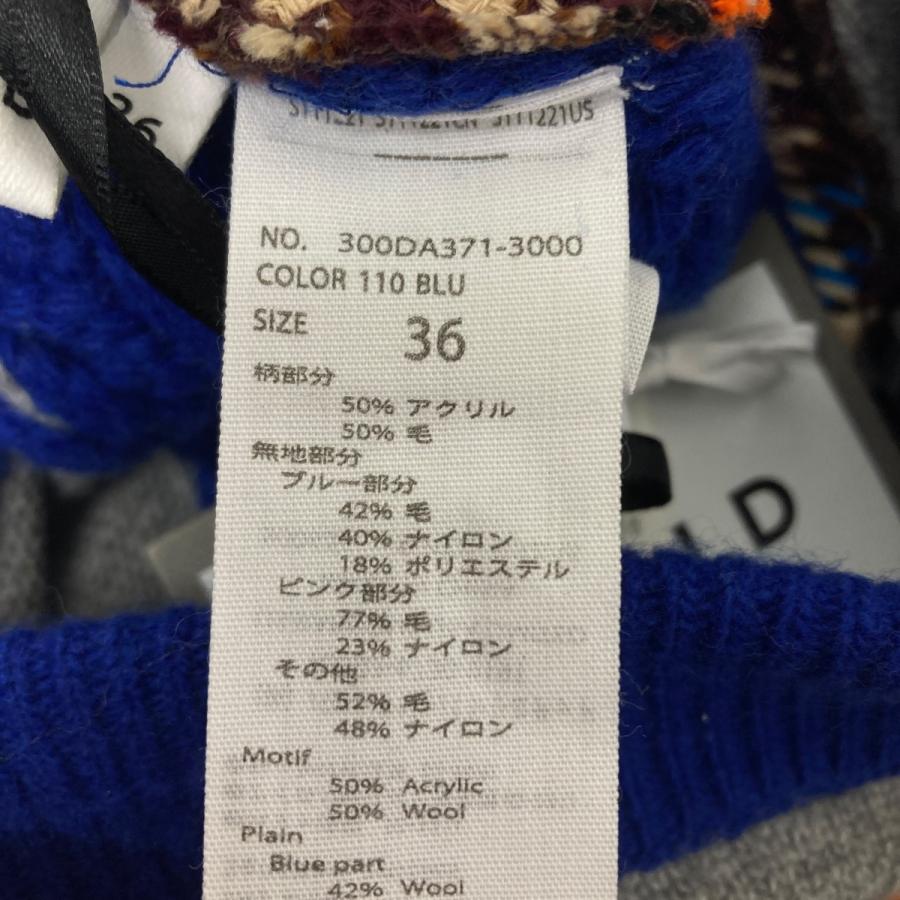 36
NO. 300DA371-3000
COLOR 110 BLU
SIZE 36
柄部分
50% アクリル
50% 毛
無地部分
ブルー部分
42% 毛
40% ナイロン
18% ポリエステル
ピンク部分
77% 毛
23% ナイロン
その他
52% 毛
48% ナイロン
Motif
50% Acrylic
50% Wool
Plain
Blue part
42% Wool
D